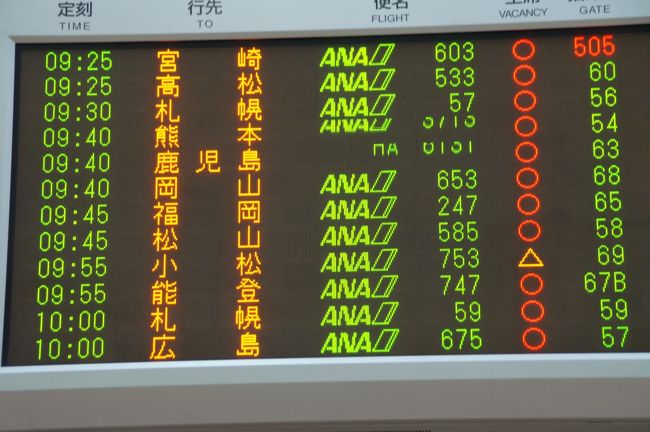 定刻 行先 便名 空席
TIME TO FLIGHT VACANCY GATE
09:25 宮崎 ANA 603 ○ 505
09:25 高松 ANA 533 ○ 60
09:30 札幌 ANA 57 ○ 56
09:40 熊本 ANA ○ 54
09:40 鹿児島 ○ 63
09:40 岡山 ANA 653 ○ 68
09:45 福岡 ANA 247 ○ 65
09:45 松山 ANA 585 ○ 58
09:55 小松 ANA 753 △ 69
09:55 能登 ANA 747 ○ 67B
10:00 札幌 ANA 59 ○ 59
10:00 広島 ANA 675 ○ 57